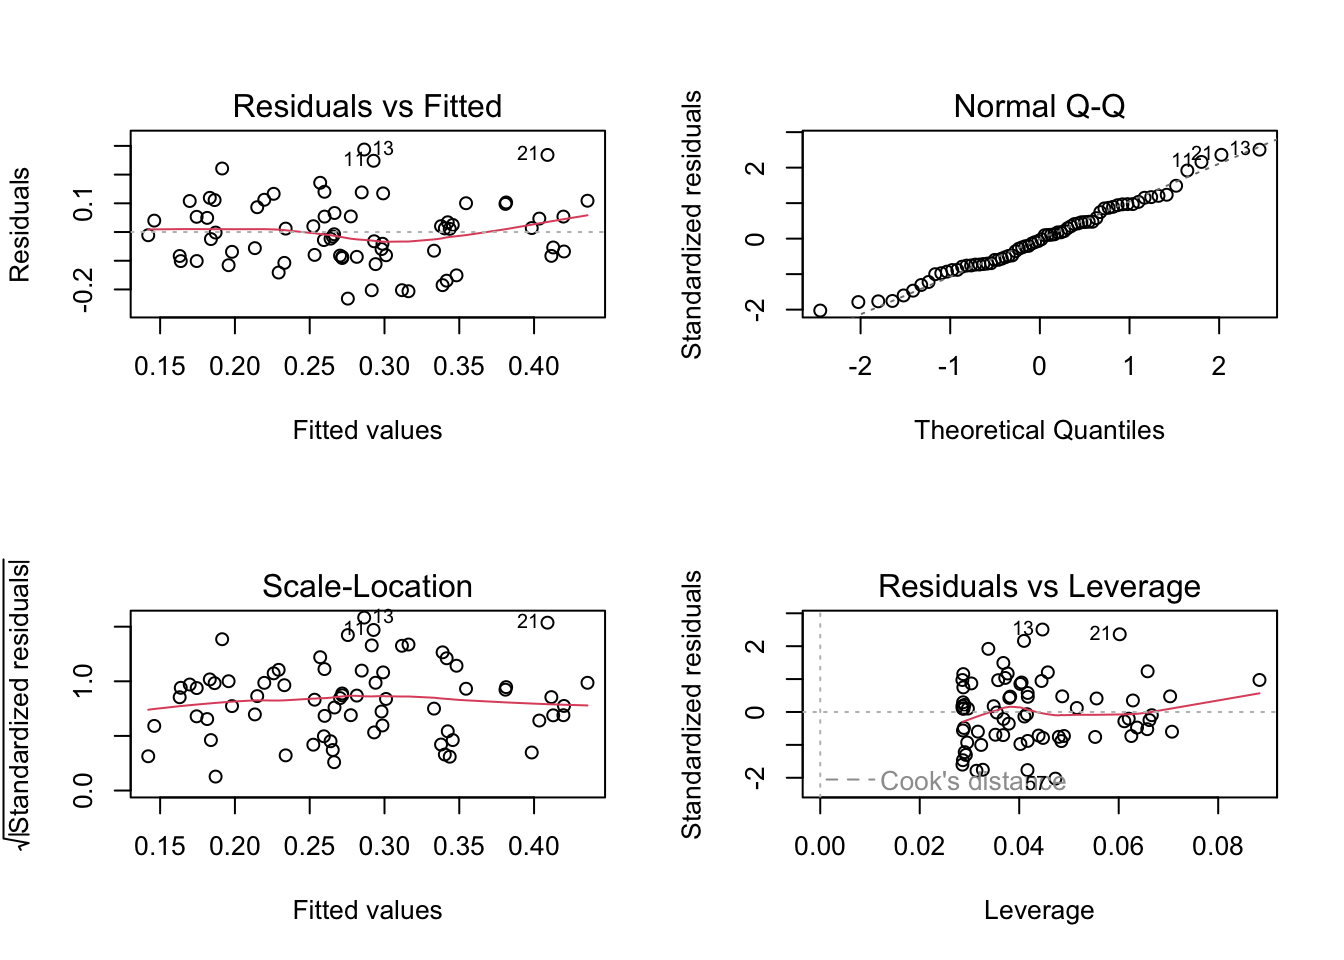 Residuals vs Fitted
Residuals
0.1
-0.2
13
11
21
0.15 0.20 0.25 0.30 0.35 0.40
Fitted values
Normal Q-Q
Standardized residuals
2
0
-2
11
21
13
-2 -1 0 1 2
Theoretical Quantiles
Scale-Location
√|Standardized residuals|
1.0
0.0
13
11
21
0.15 0.20 0.25 0.30 0.35 0.40
Fitted values
Residuals vs Leverage
Standardized residuals
2
0
-2
13
21
57
Cook's distance
0.00 0.02 0.04 0.06 0.08
Leverage